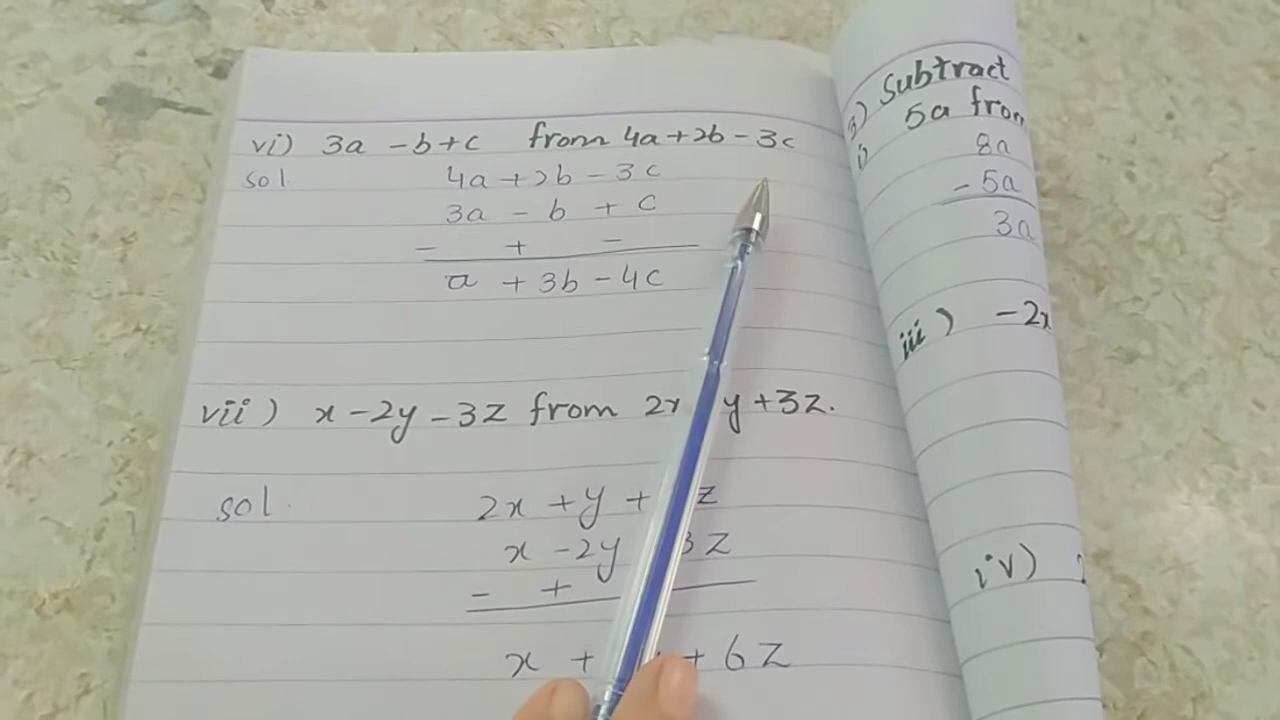 vi) 3a - b + c from 4a + 2b - 3c
sol 4a + 2b - 3c
3a - b + c
- + -
a + 3b - 4c
vii) x - 2y - 3z from 2x y + 3z.
sol. 2x + y + z
x - 2y 3z
- +
x + + 6z
3) Subtract
i) 5a from
8a
- 5a
3a
iii) -2x
iv)